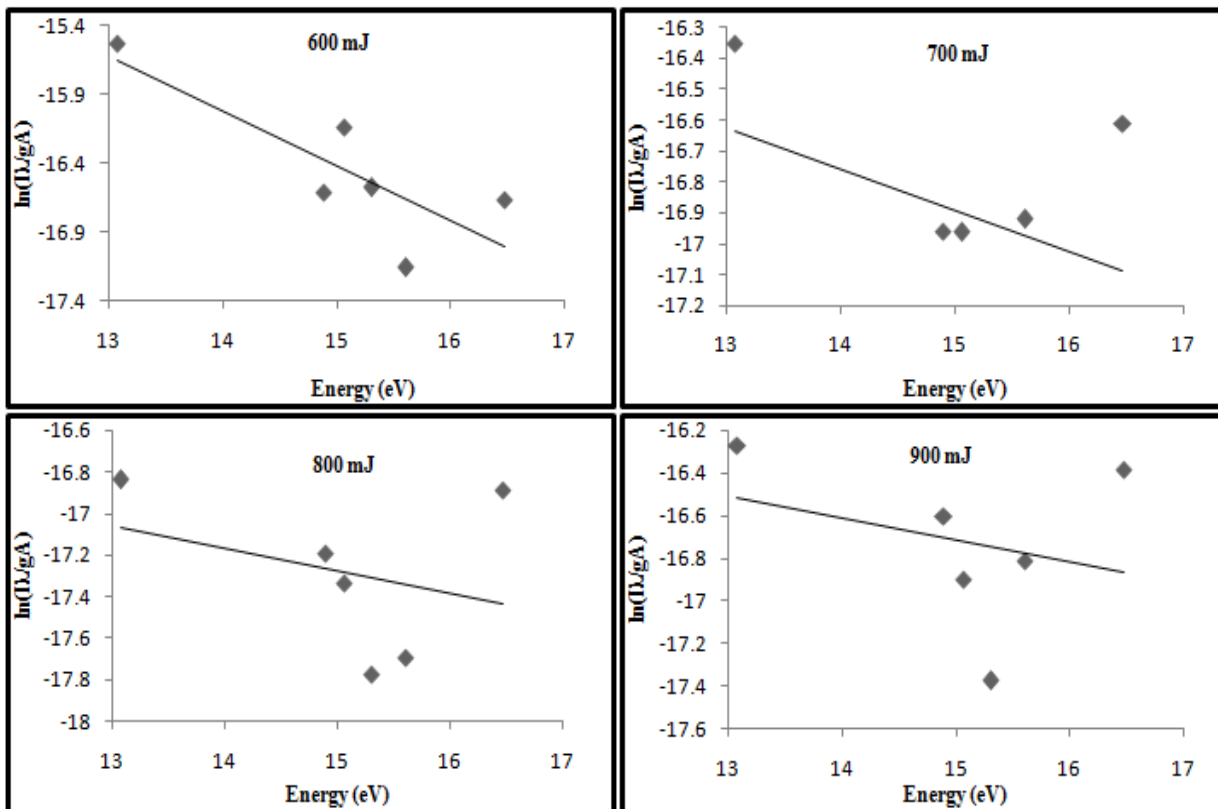 600 mJ
ln(Iλ/gA)
-15.4
-15.9
-16.4
-16.9
-17.4
13 14 15 16 17
Energy (eV)
700 mJ
ln(Iλ/gA)
-16.3
-16.4
-16.5
-16.6
-16.7
-16.8
-16.9
-17
-17.1
-17.2
13 14 15 16 17
Energy (eV)
800 mJ
ln(Iλ/gA)
-16.6
-16.8
-17
-17.2
-17.4
-17.6
-17.8
-18
13 14 15 16 17
Energy (eV)
900 mJ
ln(Iλ/gA)
-16.2
-16.4
-16.6
-16.8
-17
-17.2
-17.4
-17.6
13 14 15 16 17
Energy (eV)